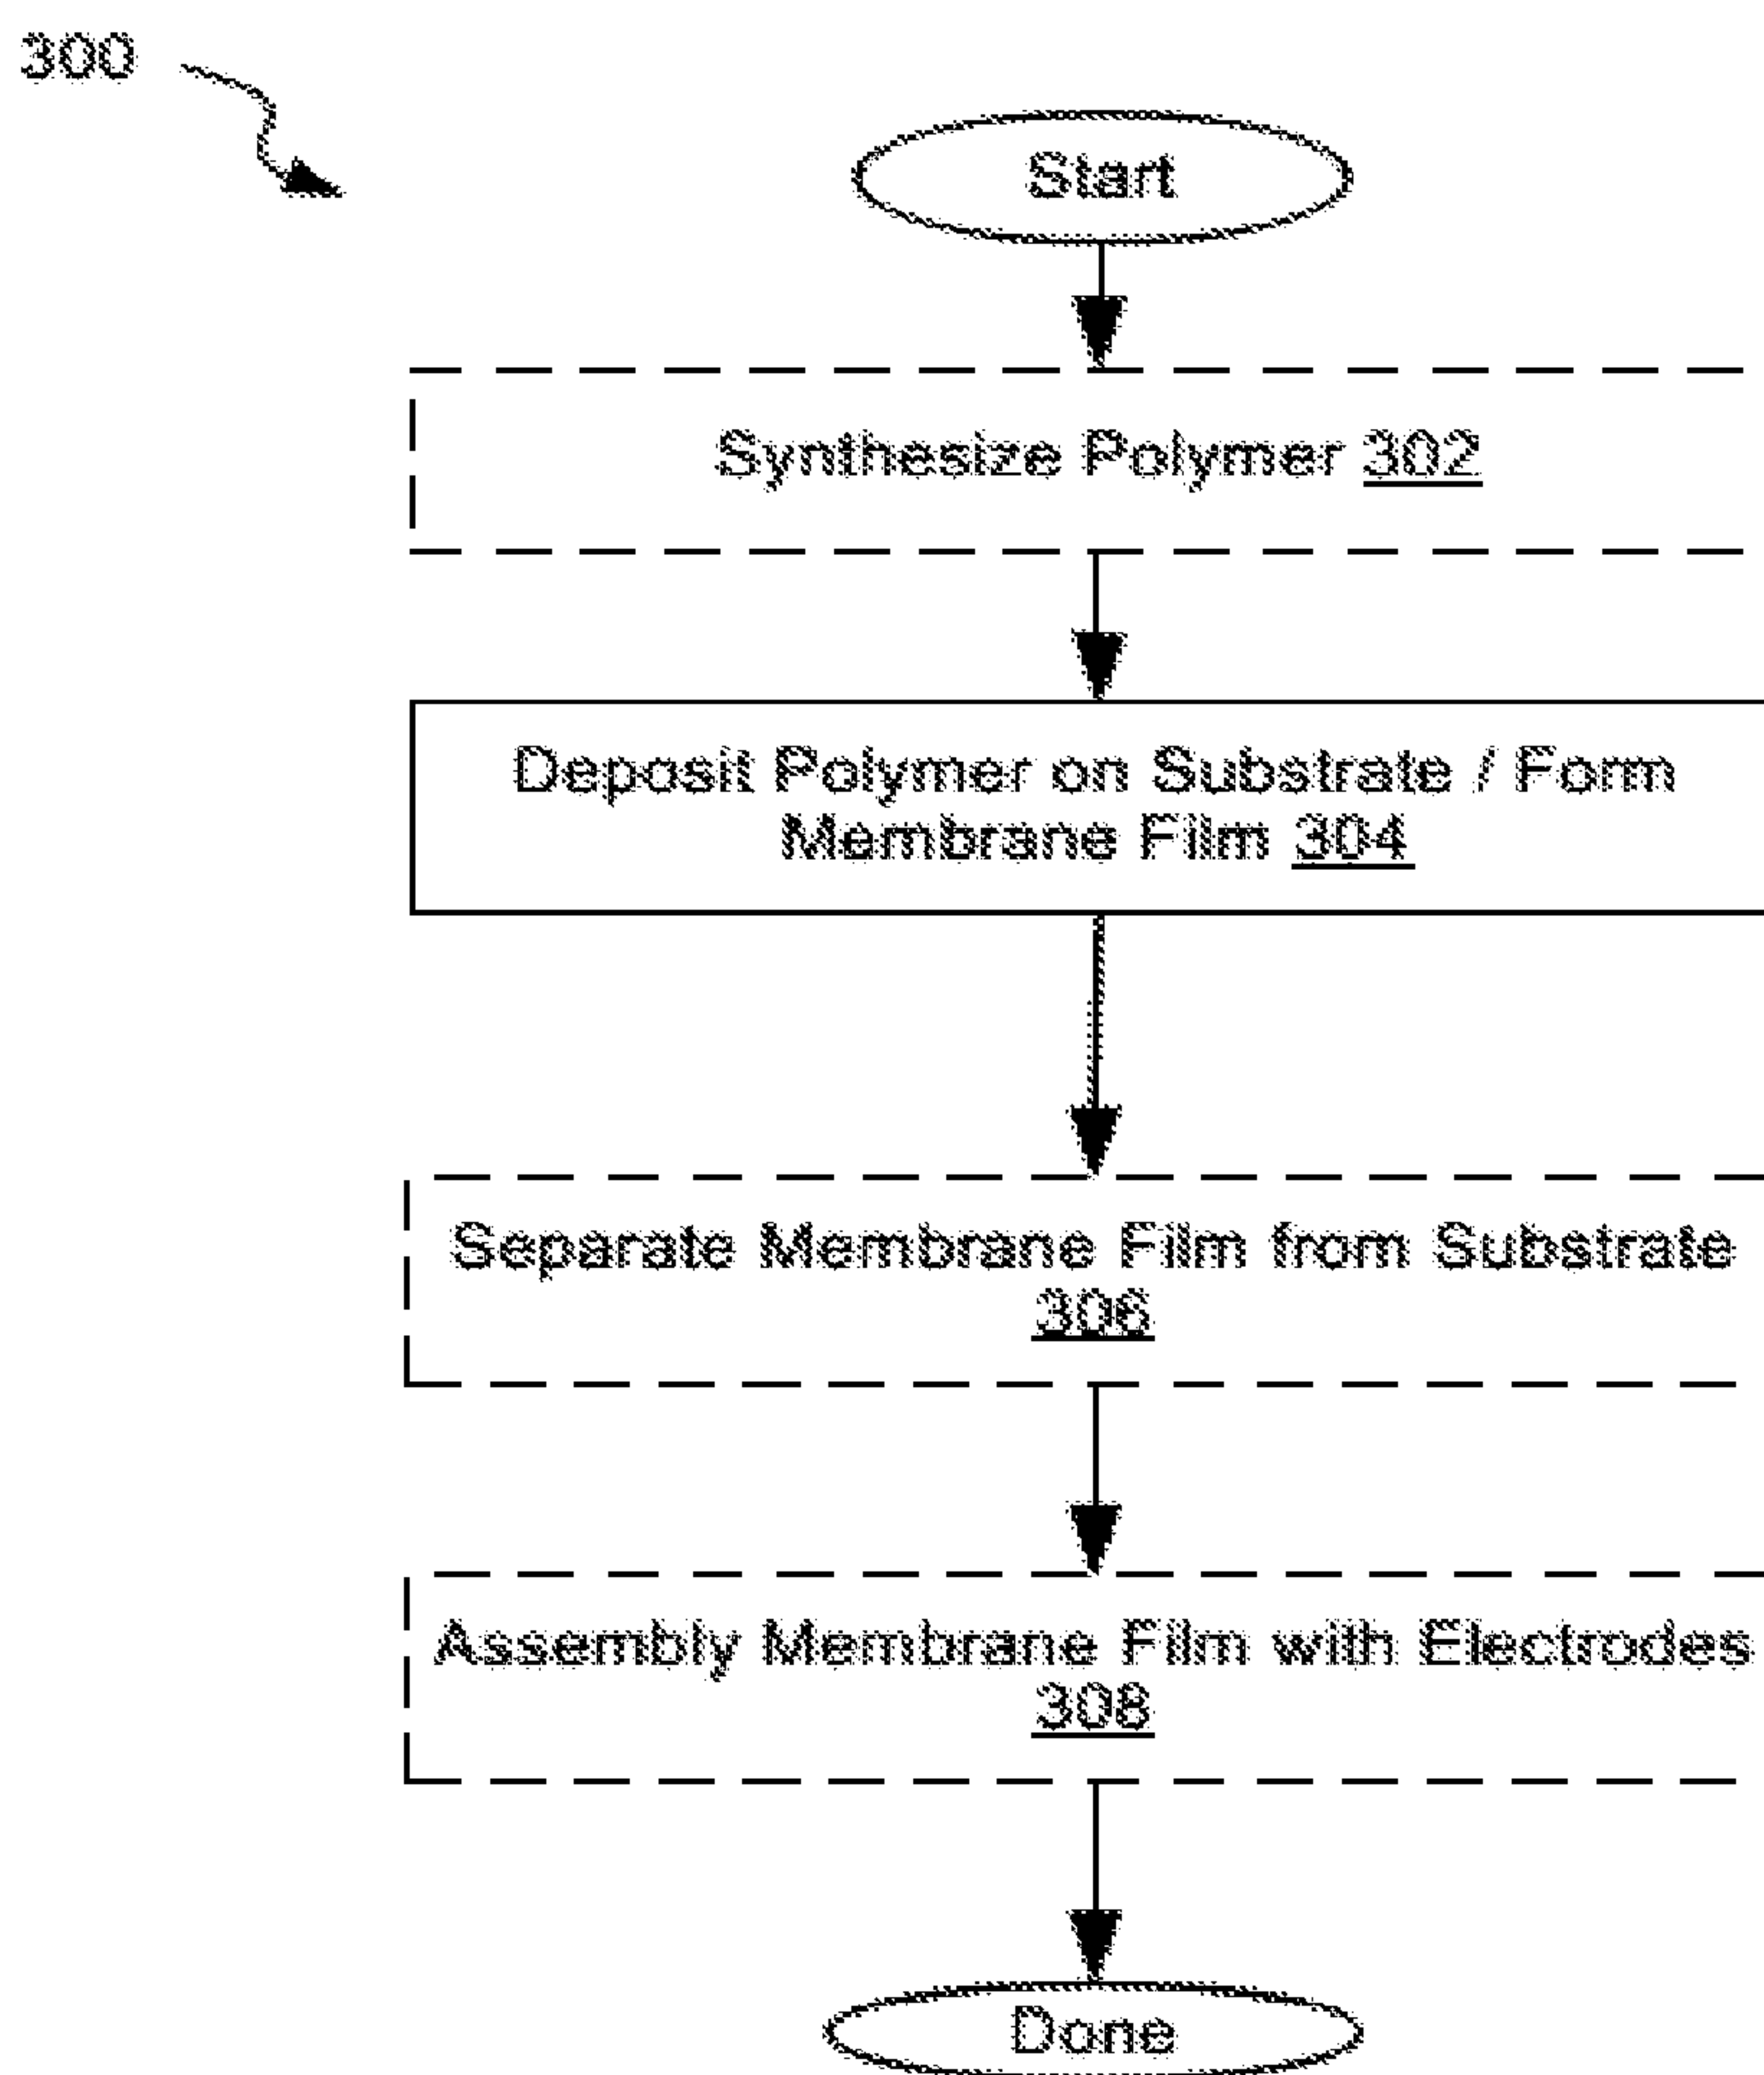 300
Start
Synthesize Polymer 302
Deposit Polymer on Substrate / Form
Membrane Film 304
Separate Membrane Film from Substrate
306
Assembly Membrane Film with Electrodes
308
Done